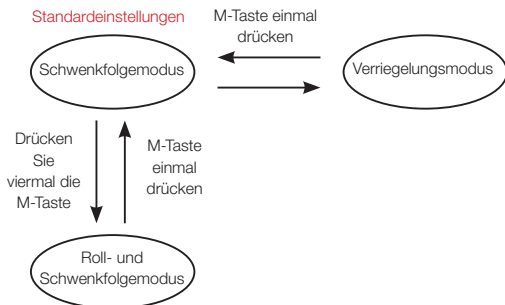 Standardeinstellungen
M-Taste einmal
drücken
Schwenkfolgemodus
Verriegelungsmodus
Drücken
Sie
viermal die
M-Taste
M-Taste
einmal
drücken
Roll- und
Schwenkfolgemodus